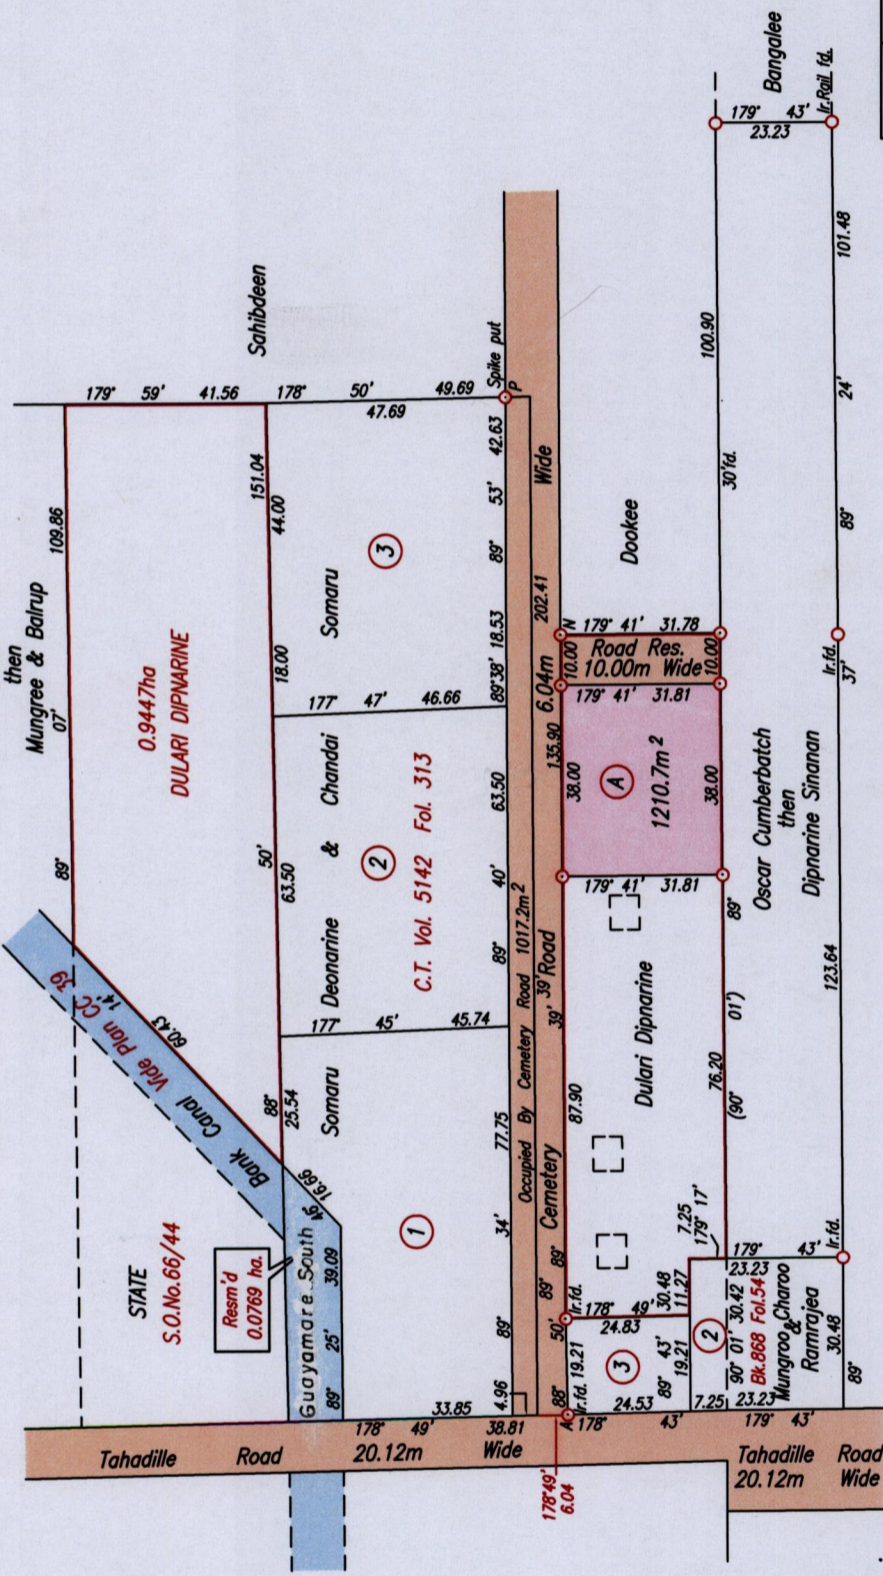 then
Mungree & Balrup
89° 07' 109.86
0.9447ha
DULARI DIPNARINE
179° 59' 41.56
Sahibdeen
178° 50' 49.69
47.69
Bangalee
179° 43'
23.23
Ir.Rail fd.
151.04
44.00
18.00
50'
63.50
88°
25.54
Vide Plan CC 39
14'
60.43
Bank Canal
46'
16.66
STATE
S.O.No.66/44
Resm'd
0.0769 ha.
Guayamare South
89° 25' 39.09
Somaru
3
177° 47' 46.66
Deonarine & Chandai
2
C.T. Vol. 5142 Fol. 313
177° 45' 45.74
Somaru
1
Spike put
P
89° 53' 42.63
89°38' 18.53
89° 40' 63.50
89° 34' 77.75
Occupied By Cemetery Road 1017.2m²
4.96
Cemetery Road 6.04m Wide
89° 39' 202.41
88° 50' 19.21
89° 39' 135.90
87.90
38.00
10.00
N
179° 41' 31.78
Road Res.
10.00m Wide
10.00
179° 41' 31.81
A
1210.7m²
38.00
179° 41' 31.81
Dookee
30'fd.
100.90
Dulari Dipnarine
89°
(90° 01')
76.20
Oscar Cumberbatch
then
Dipnarine Sinanan
Ir.fd.
178° 49'
24.83
30.48
11.27
7.25
179° 17'
3
89° 43'
19.21
Ir.fd.
A
178° 43'
24.53
7.25
2
90° 01' 30.42
Bk.868 Fol.54
Mungroo Charoo
&
Ramrajea
23.23
179° 43'
23.23
179° 43'
Ir.fd.
89° 30.48
123.64
37'
Ir.fd.
89° 24' 101.48
178° 49' 33.85
38.81
Tahadille Road 20.12m Wide
178°49'
6.04
Tahadille Road
20.12m Wide